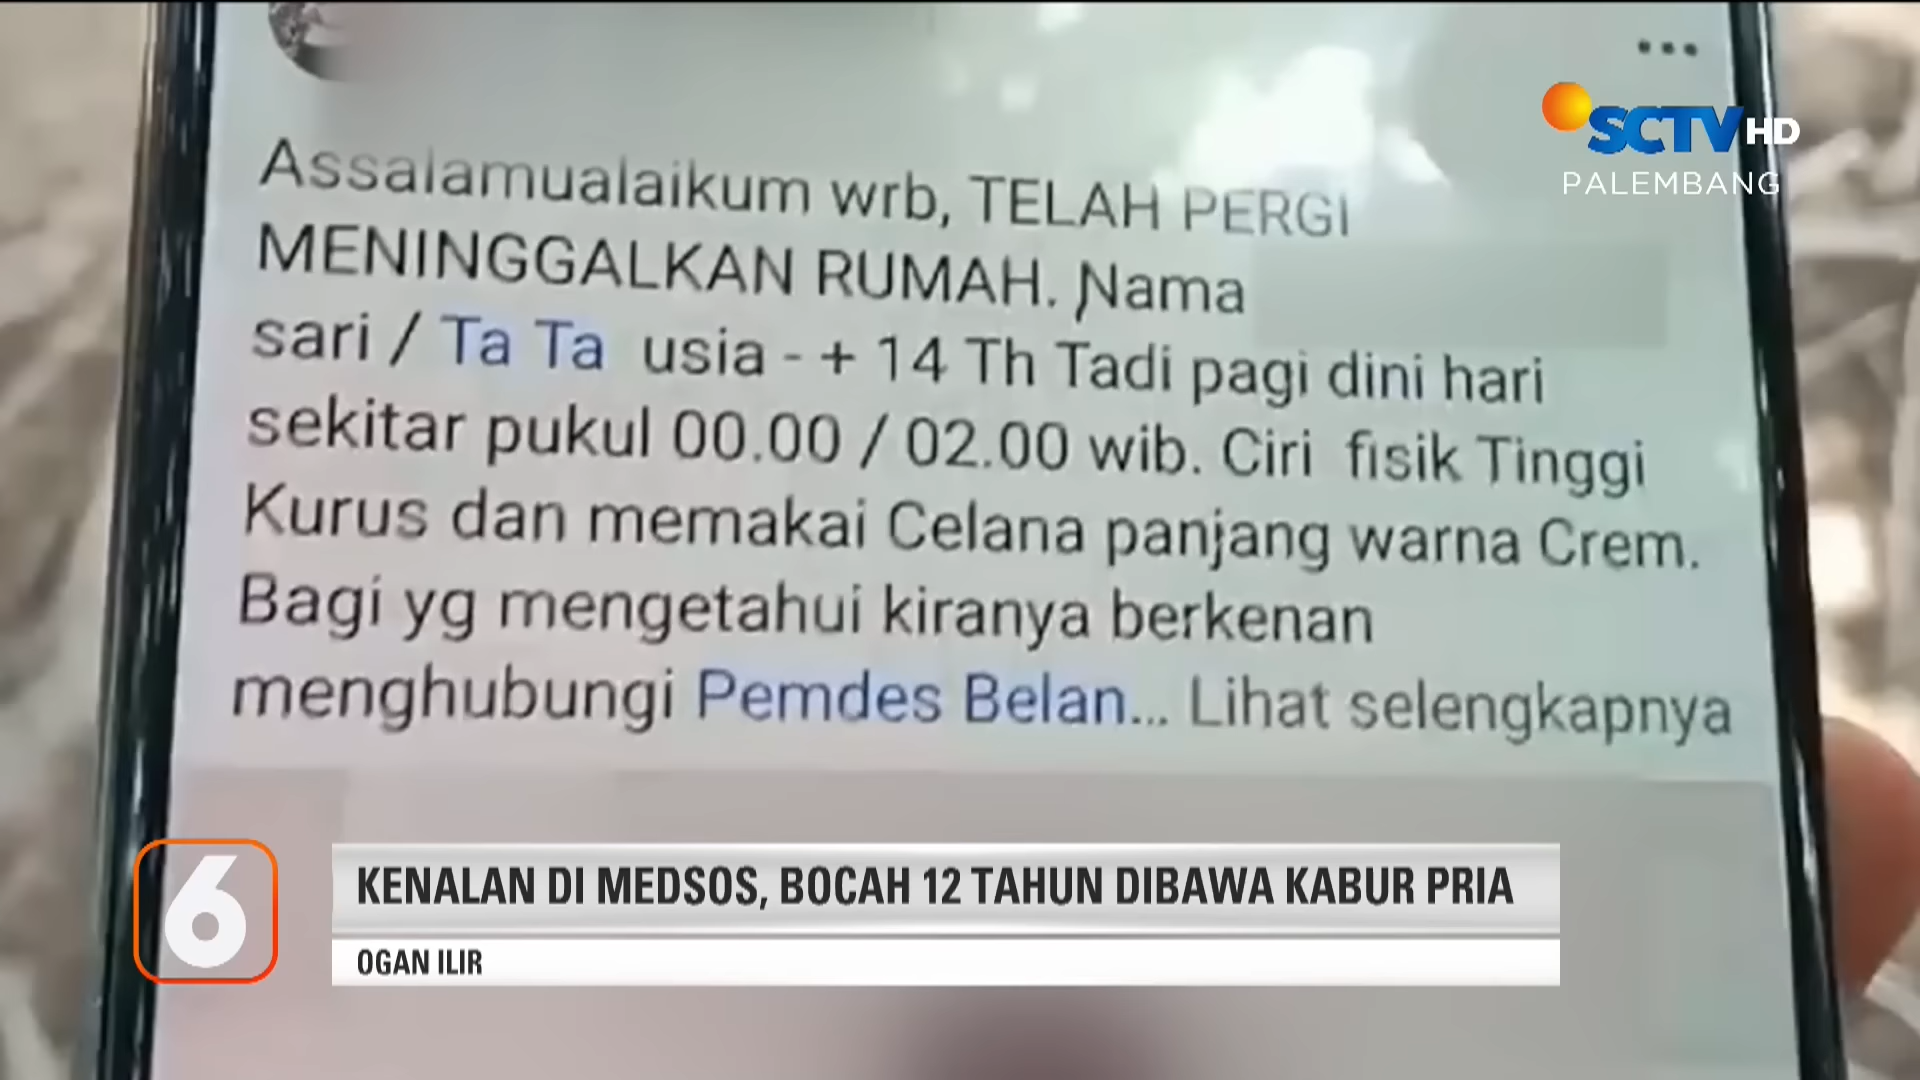 SCTV HD
PALEMBANG
Assalamualaikum wrb, TELAH PERGI
MENINGGALKAN RUMAH. Nama
sari / Ta Ta usia - + 14 Th Tadi pagi dini hari
sekitar pukul 00.00 / 02.00 wib. Ciri fisik Tinggi
Kurus dan memakai Celana panjang warna Crem.
Bagi yg mengetahui kiranya berkenan
menghubungi Pemdes Belan... Lihat selengkapnya
6
KENALAN DI MEDSOS, BOCAH 12 TAHUN DIBAWA KABUR PRIA
OGAN ILIR